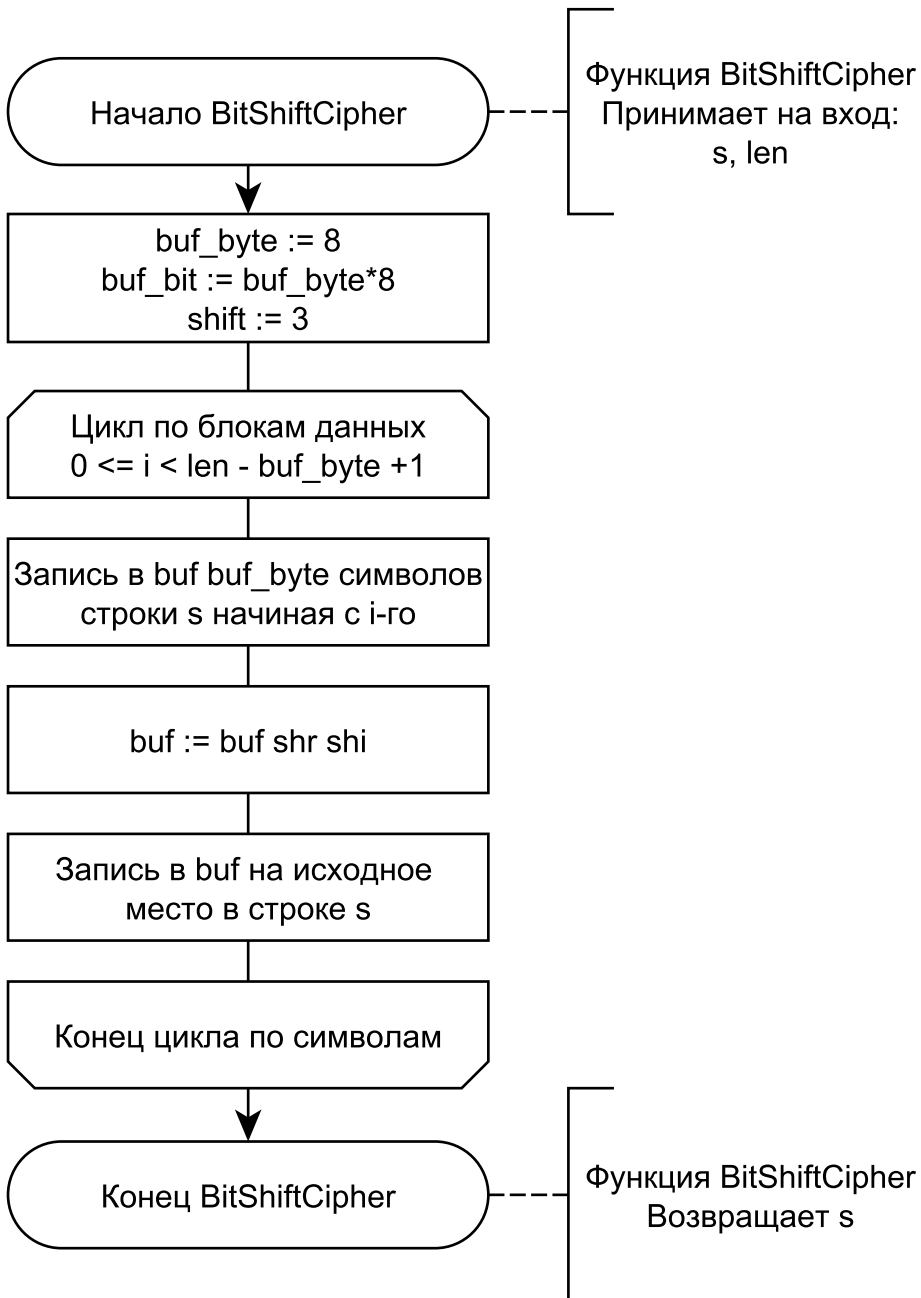 Начало BitShiftCipher
Функция BitShiftCipher
Принимает на вход:
s, len
buf_byte := 8
buf_bit := buf_byte*8
shift := 3
Цикл по блокам данных
0 <= i < len - buf_byte +1
Запись в buf buf_byte символов
строки s начиная с i-го
buf := buf shr shi
Запись в buf на исходное
место в строке s
Конец цикла по символам
Конец BitShiftCipher
Функция BitShiftCipher
Возвращает s